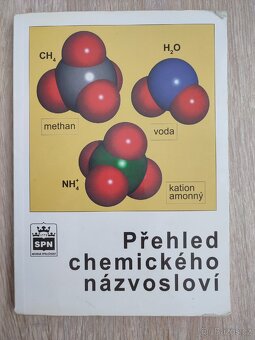 CH4
H2O
methan
voda
NH4+
kation
amonný
SPN
Přehled
chemického
názvosloví